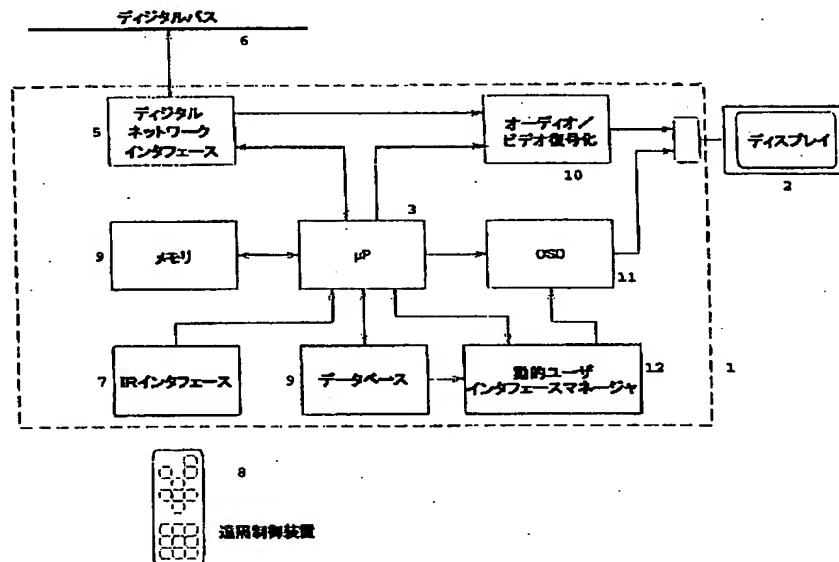 ディジタルバス
6
5
ディジタル
ネットワーク
インタフェース
オーディオ/
ビデオ復号化
10
ディスプレイ
2
3
9
メモリ
µP
OSD
11
7
IRインタフェース
9
データベース
動的ユーザ
インタフェースマネージャ
12
1
8
遠隔制御装置